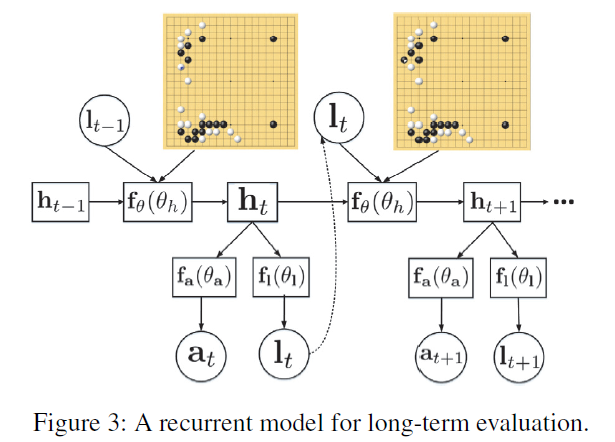 l_{t−1}
l_t
h_{t−1}
f_θ(θ_h)
h_t
f_θ(θ_h)
h_{t+1}
...
f_a(θ_a)
f_l(θ_l)
f_a(θ_a)
f_l(θ_l)
a_t
l_t
a_{t+1}
l_{t+1}
Figure 3: A recurrent model for long-term evaluation.